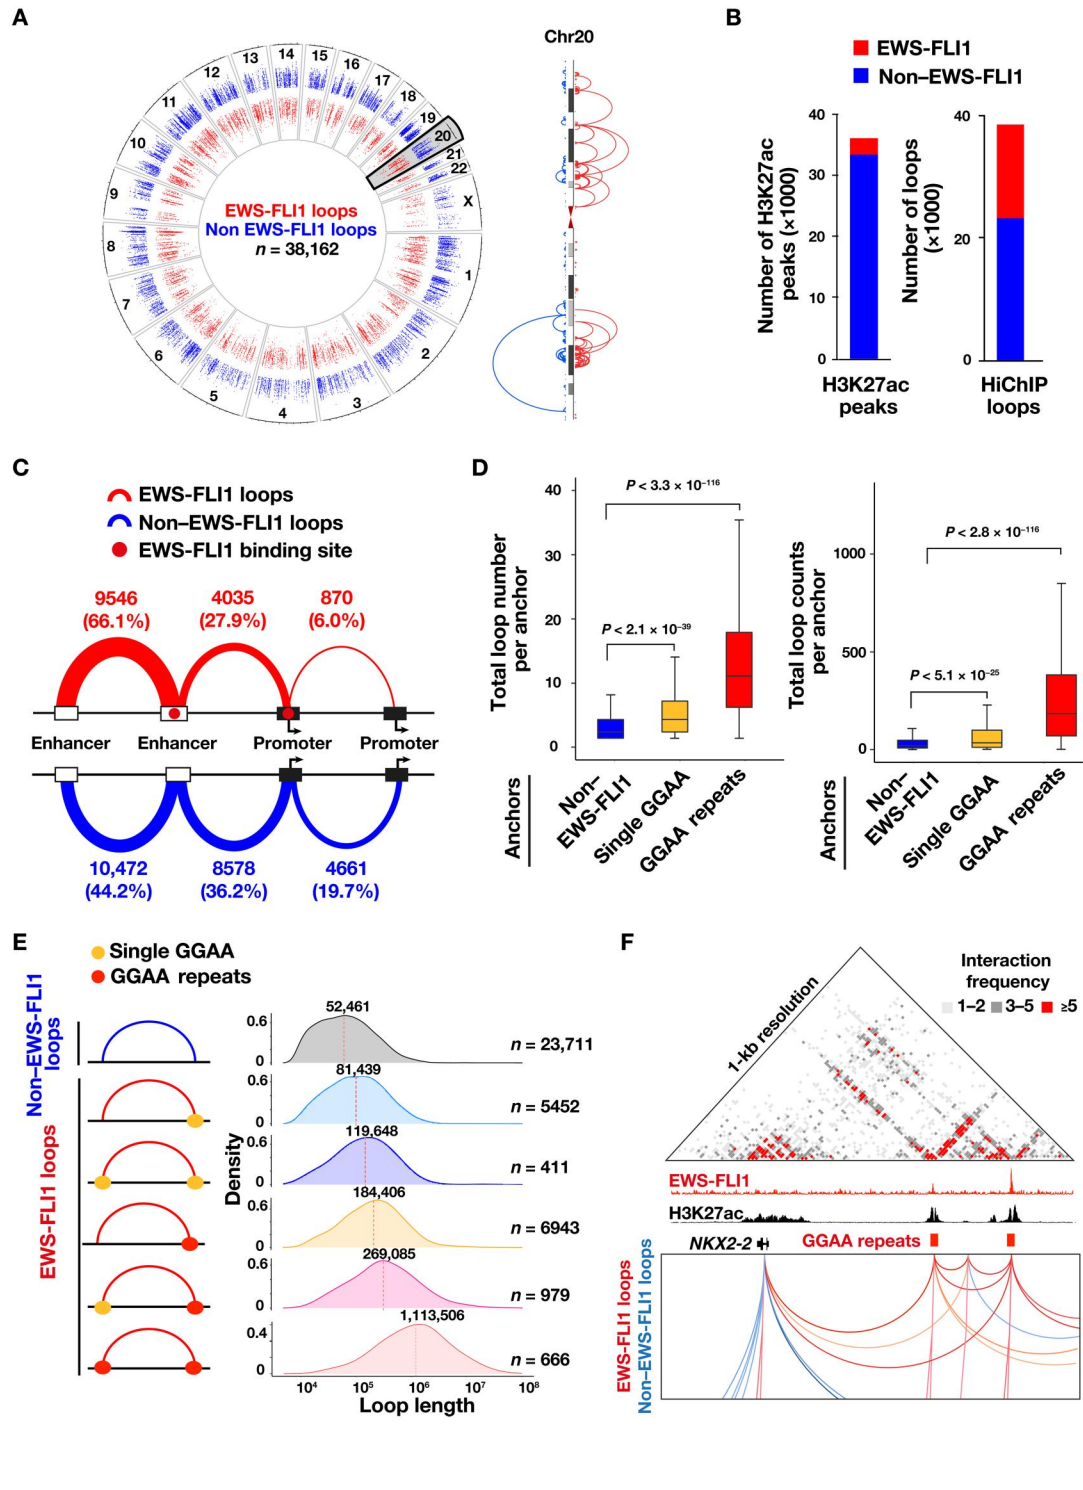 A
12
13
14
15
16
17
18
19
20
21
22
X
1
2
3
4
5
6
7
8
9
10
11
EWS-FLI1 loops
Non EWS-FLI1 loops
n = 38,162
Chr20
B
EWS-FLI1
Non–EWS-FLI1
Number of H3K27ac
peaks (×1000)
40
30
20
10
0
H3K27ac
peaks
Number of loops
(×1000)
40
20
0
HiChIP
loops
C
EWS-FLI1 loops
Non–EWS-FLI1 loops
EWS-FLI1 binding site
9546
(66.1%)
4035
(27.9%)
870
(6.0%)
Enhancer
Enhancer
Promoter
Promoter
10,472
(44.2%)
8578
(36.2%)
4661
(19.7%)
D
Total loop number
per anchor
40
30
20
10
0
P < 3.3 × 10–116
P < 2.1 × 10–39
Anchors
Non–
EWS-FLI1
Single GGAA
GGAA repeats
Total loop counts
per anchor
1000
500
0
P < 2.8 × 10–116
P < 5.1 × 10–25
Anchors
Non–
EWS-FLI1
Single GGAA
GGAA repeats
E
Single GGAA
GGAA repeats
Non–EWS-FLI1
loops
EWS-FLI1 loops
Density
0.6
0
52,461
n = 23,711
0.6
0
81,439
n = 5452
0.6
0
119,648
n = 411
0.6
0
184,406
n = 6943
0.6
0
269,085
n = 979
0.4
0
1,113,506
n = 666
10⁴
10⁵
10⁶
10⁷
10⁸
Loop length
F
1-kb resolution
Interaction
frequency
1–2
3–5
≥5
EWS-FLI1
H3K27ac
NKX2-2
GGAA repeats
EWS-FLI1 loops
Non–EWS-FLI1 loops